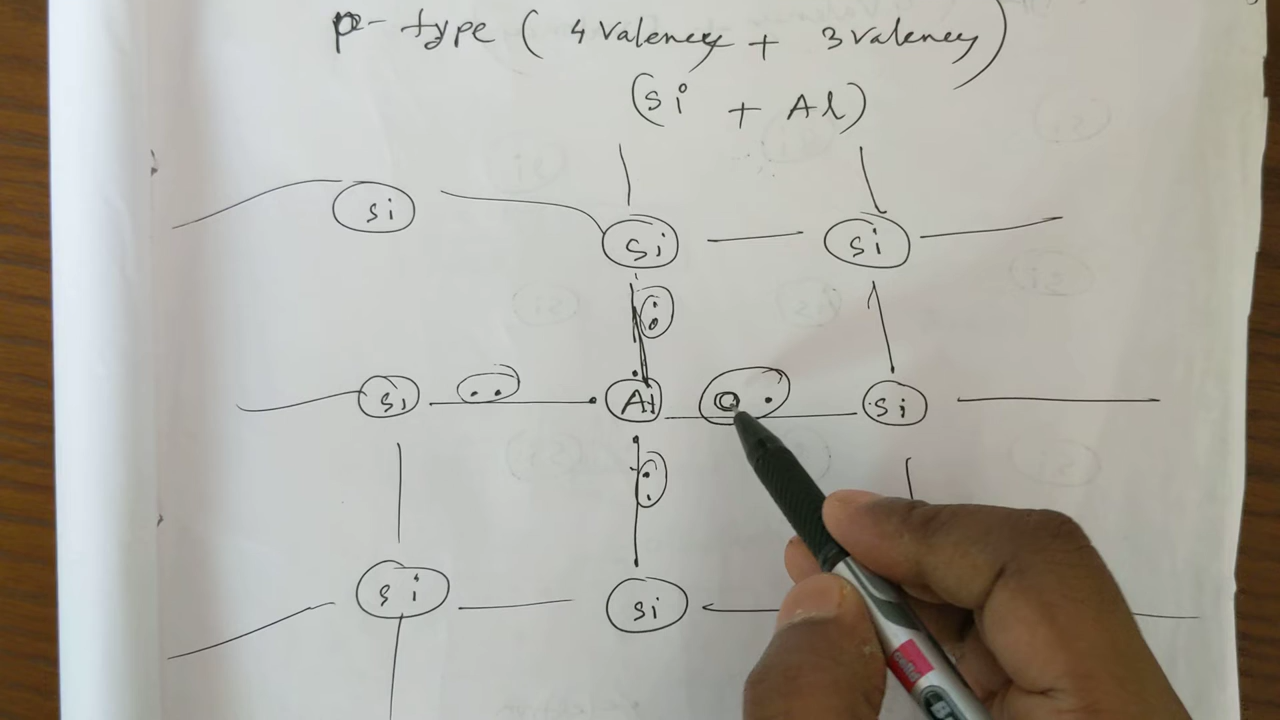 p- type ( 4 valency + 3 valency )
(si + Al)
si
si
si
si
Al
si
si
si